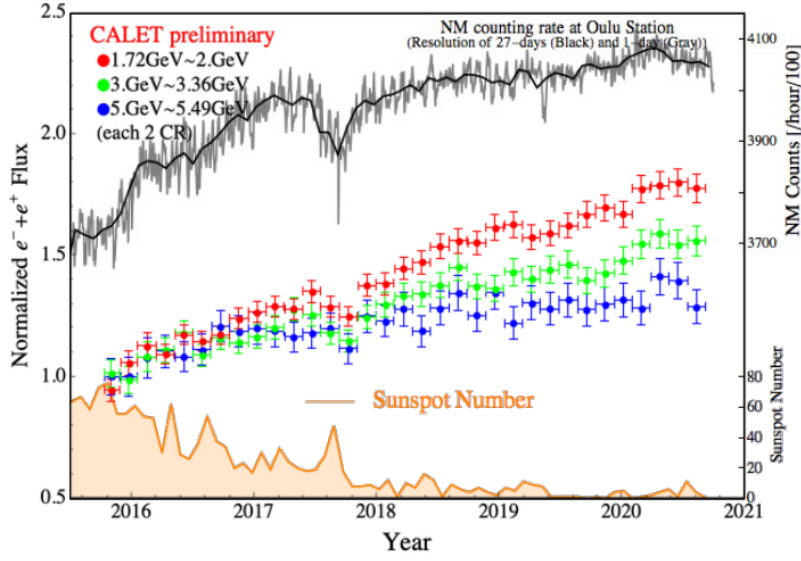 2.5
2.0
1.5
1.0
0.5
Normalized e⁻+e⁺ Flux
CALET preliminary
1.72GeV~2.GeV
3.GeV~3.36GeV
5.GeV~5.49GeV
(each 2 CR)
NM counting rate at Oulu Station
(Resolution of 27-days (Black) and 1-day (Gray))
4100
3900
3700
NM Counts [/hour/100]
80
60
40
20
0
Sunspot Number
Sunspot Number
2016
2017
2018
2019
2020
2021
Year